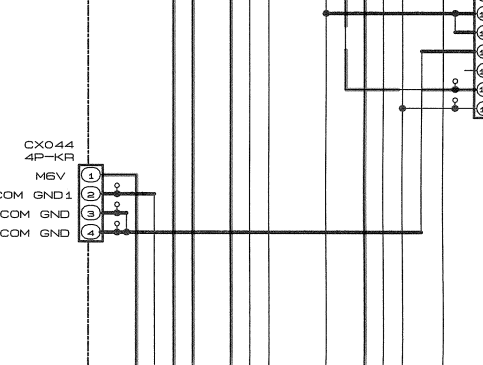 CX044
4P-KR
M6V 1
COM GND1 2
COM GND 3
COM GND 4